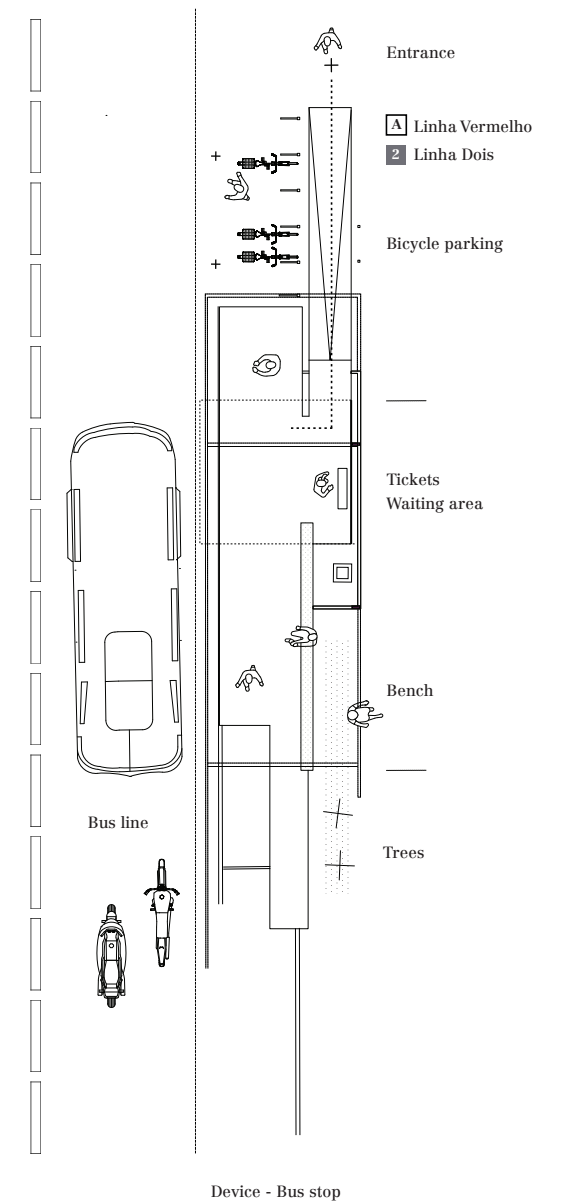 Entrance
A Linha Vermelho
2 Linha Dois
Bicycle parking
Tickets
Waiting area
Bench
Bus line
Trees
Device - Bus stop